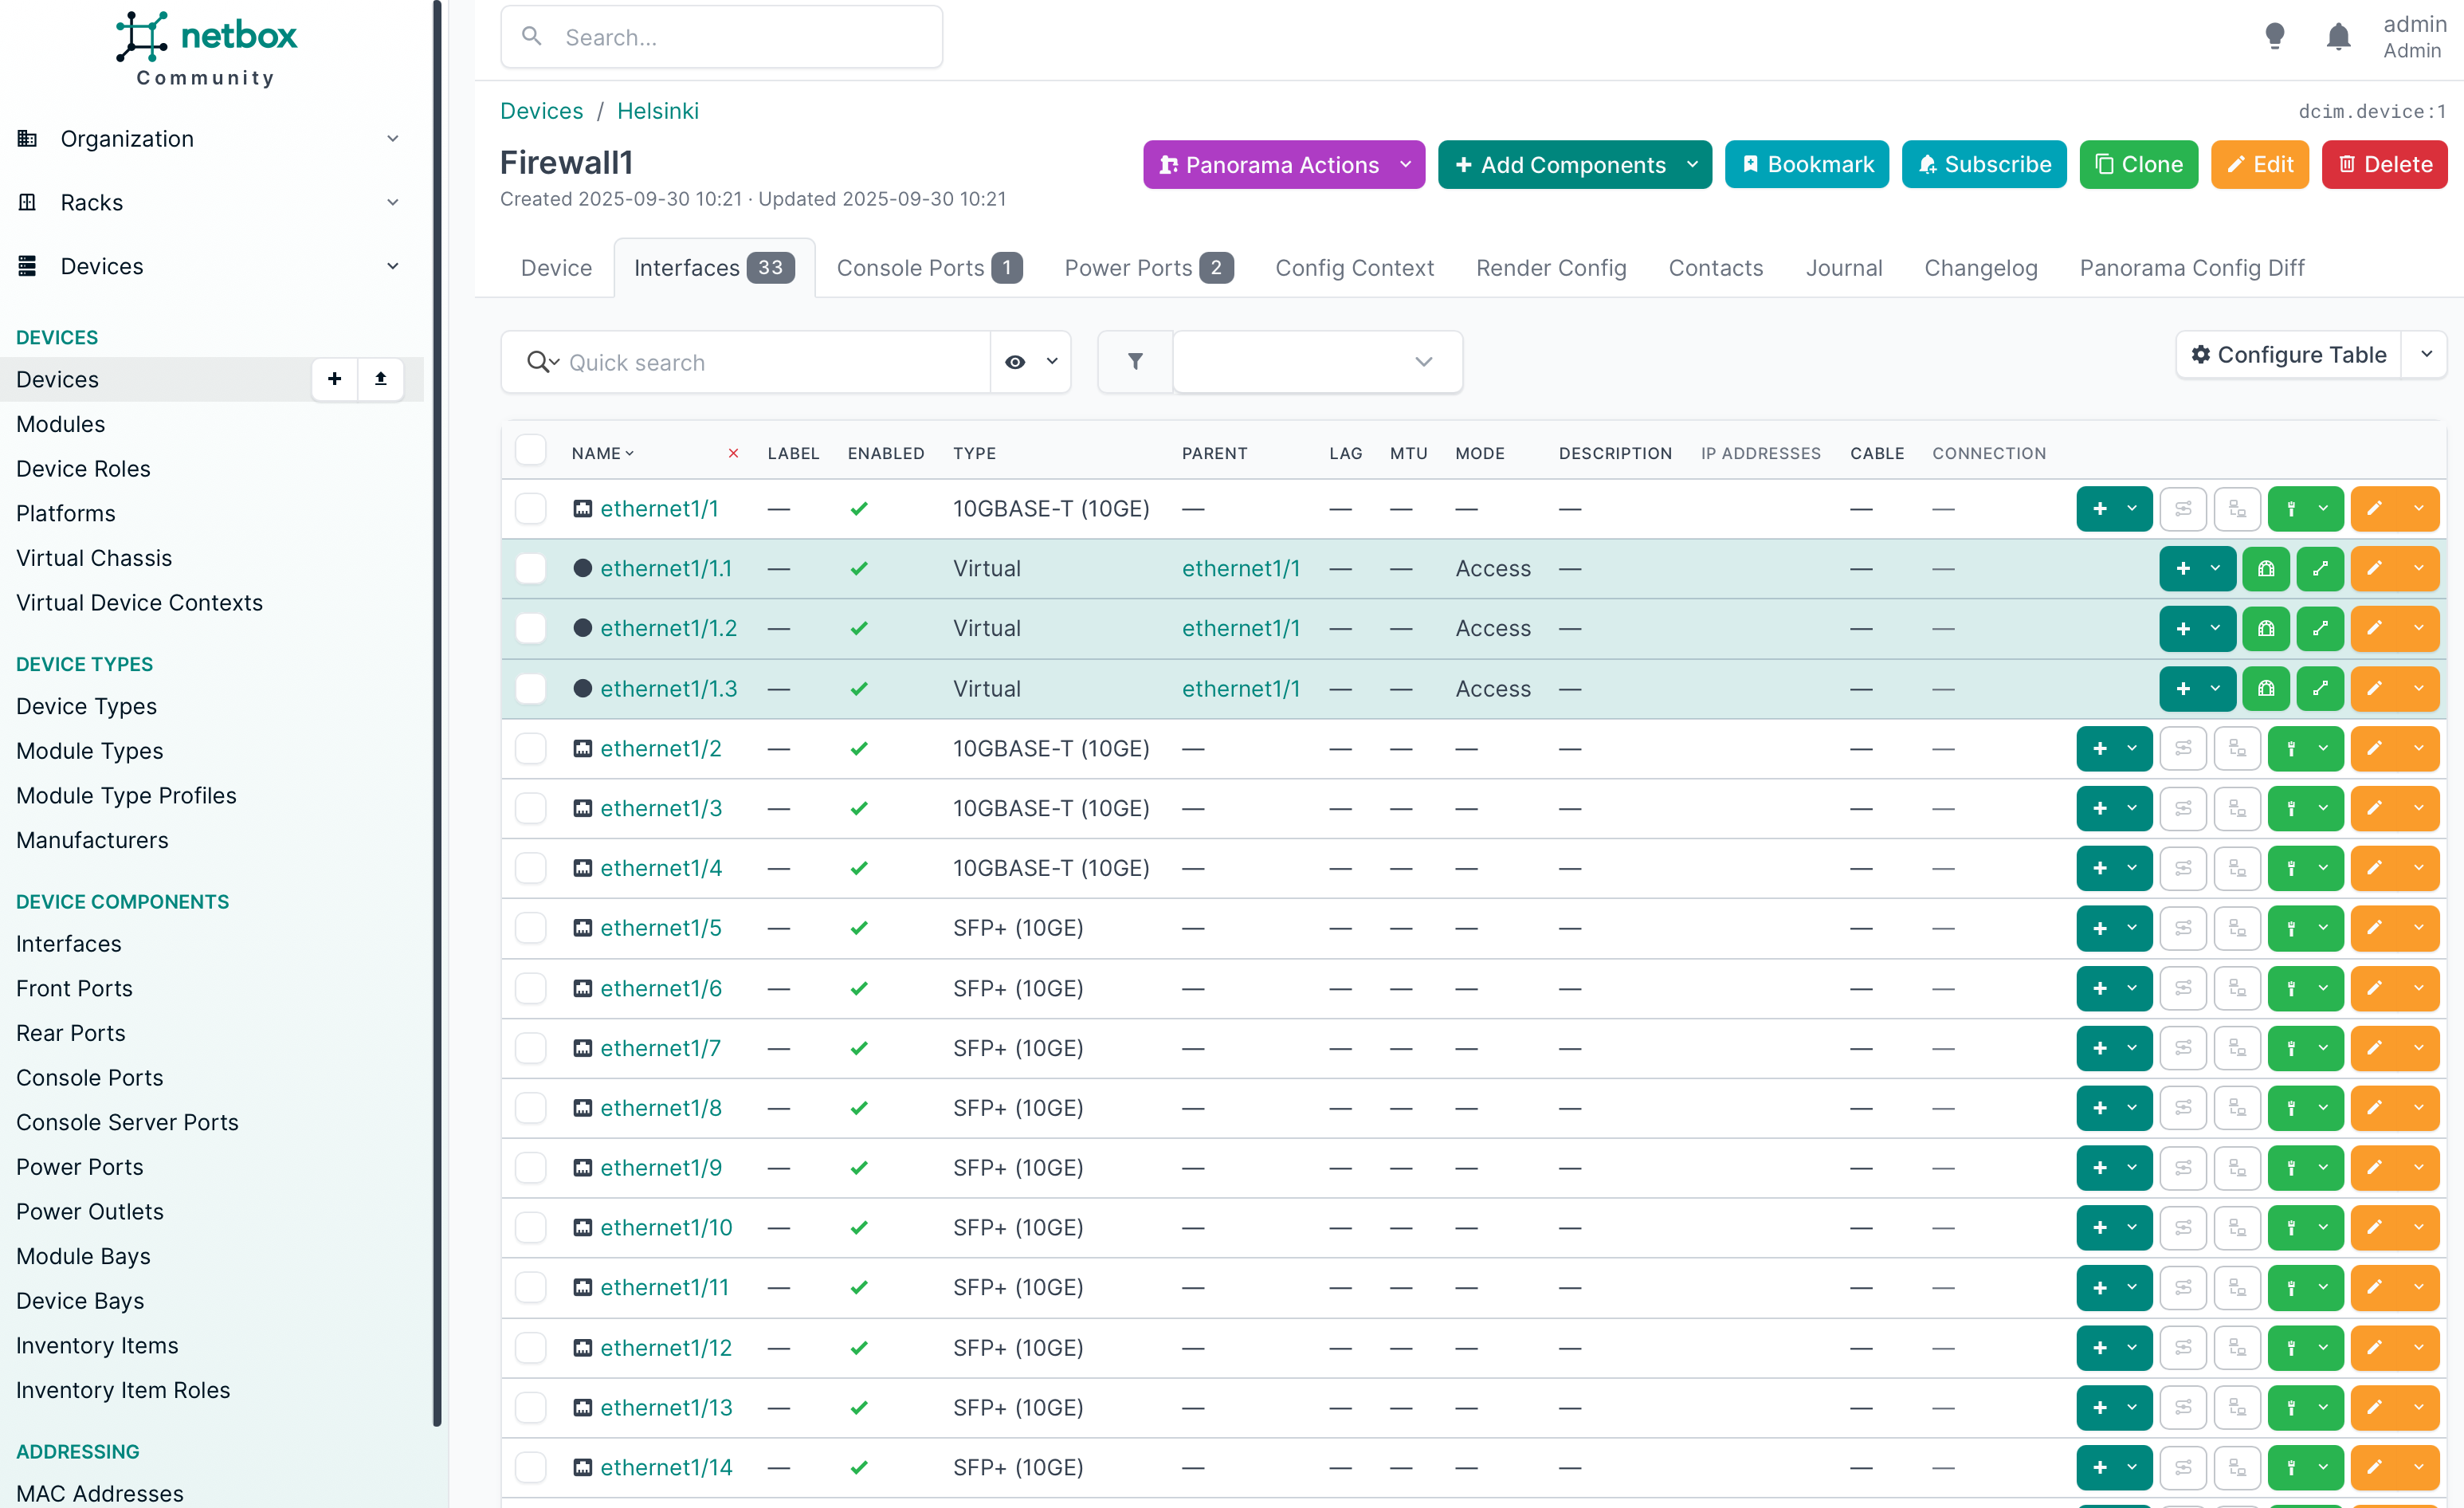 netbox
Community
Search...
admin
Admin
Organization
Racks
Devices
DEVICES
Devices
Modules
Device Roles
Platforms
Virtual Chassis
Virtual Device Contexts
DEVICE TYPES
Device Types
Module Types
Module Type Profiles
Manufacturers
DEVICE COMPONENTS
Interfaces
Front Ports
Rear Ports
Console Ports
Console Server Ports
Power Ports
Power Outlets
Module Bays
Device Bays
Inventory Items
Inventory Item Roles
ADDRESSING
MAC Addresses
Devices / Helsinki
dcim.device:1
Firewall1
Created 2025-09-30 10:21 · Updated 2025-09-30 10:21
Panorama Actions + Add Components Bookmark Subscribe Clone Edit Delete
Device Interfaces 33 Console Ports 1 Power Ports 2 Config Context Render Config Contacts Journal Changelog Panorama Config Diff
Quick search
Configure Table
NAME LABEL ENABLED TYPE PARENT LAG MTU MODE DESCRIPTION IP ADDRESSES CABLE CONNECTION
ethernet1/1 — 10GBASE-T (10GE) — — — — — — —
ethernet1/1.1 — Virtual ethernet1/1 — — Access — — —
ethernet1/1.2 — Virtual ethernet1/1 — — Access — — —
ethernet1/1.3 — Virtual ethernet1/1 — — Access — — —
ethernet1/2 — 10GBASE-T (10GE) — — — — — — —
ethernet1/3 — 10GBASE-T (10GE) — — — — — — —
ethernet1/4 — 10GBASE-T (10GE) — — — — — — —
ethernet1/5 — SFP+ (10GE) — — — — — — —
ethernet1/6 — SFP+ (10GE) — — — — — — —
ethernet1/7 — SFP+ (10GE) — — — — — — —
ethernet1/8 — SFP+ (10GE) — — — — — — —
ethernet1/9 — SFP+ (10GE) — — — — — — —
ethernet1/10 — SFP+ (10GE) — — — — — — —
ethernet1/11 — SFP+ (10GE) — — — — — — —
ethernet1/12 — SFP+ (10GE) — — — — — — —
ethernet1/13 — SFP+ (10GE) — — — — — — —
ethernet1/14 — SFP+ (10GE) — — — — — — —